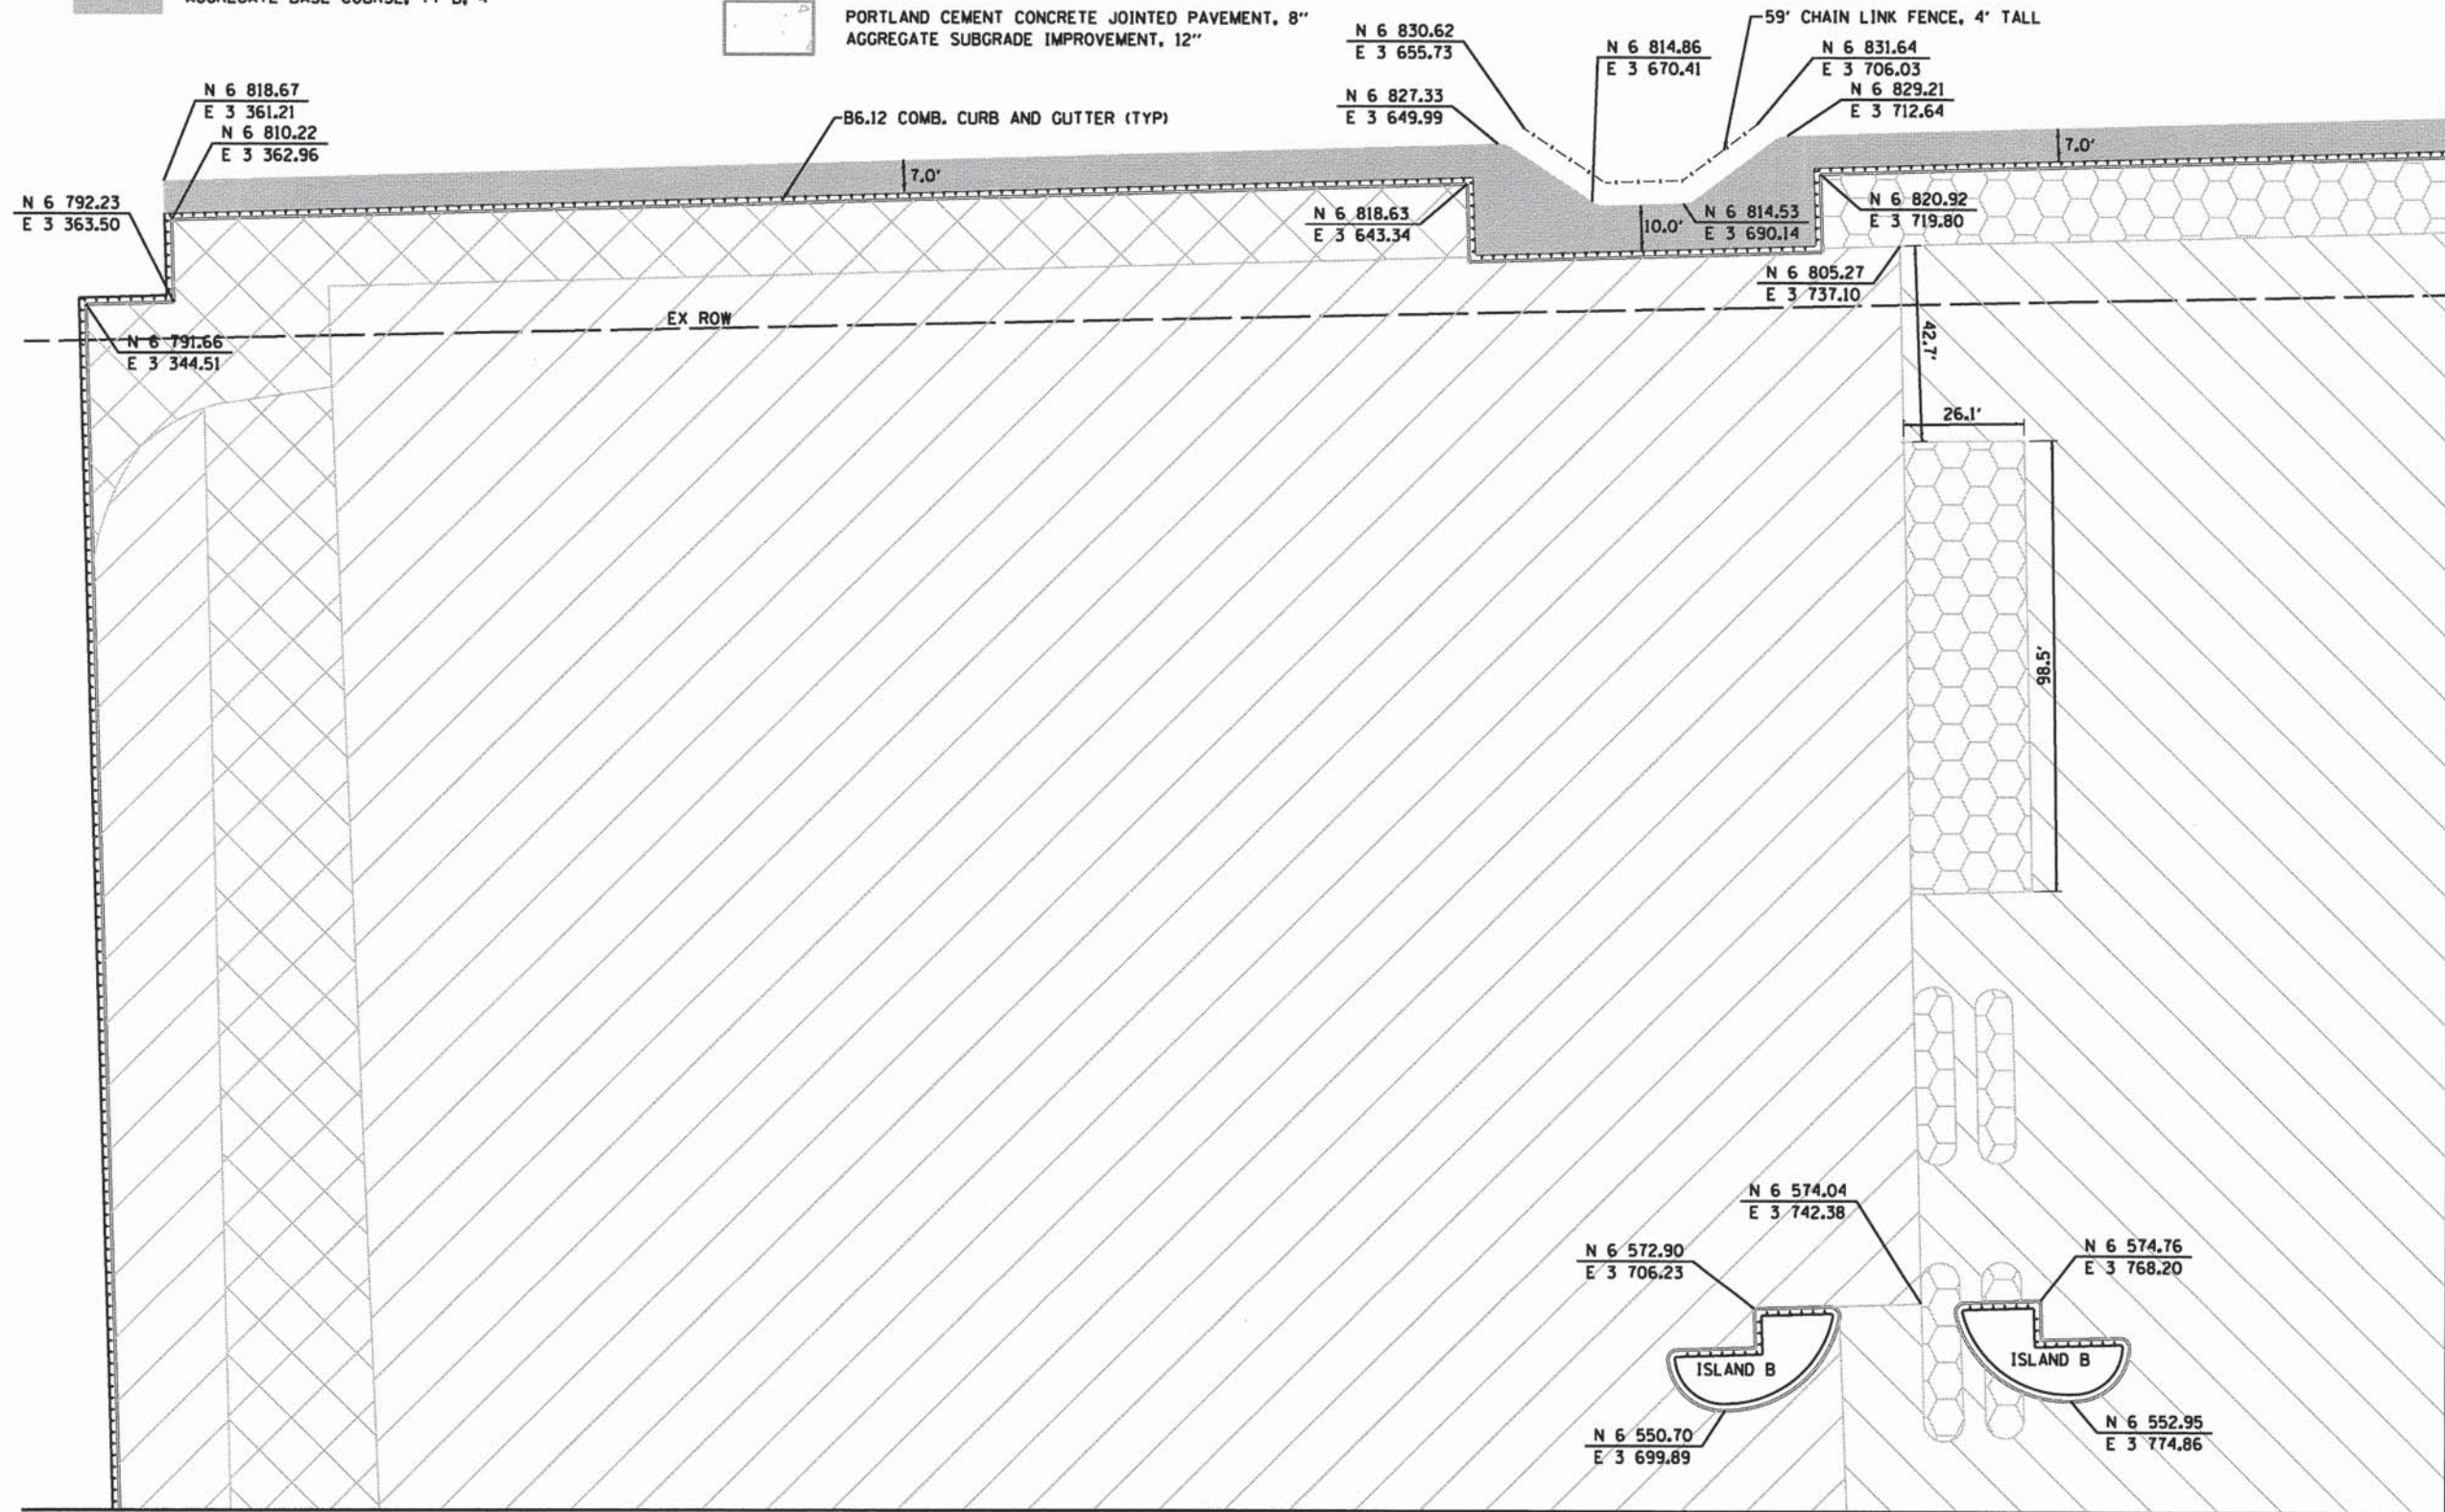 PORTLAND CEMENT CONCRETE JOINTED PAVEMENT, 8"
AGGREGATE SUBGRADE IMPROVEMENT, 12"
N 6 830.62
E 3 655.73
59' CHAIN LINK FENCE, 4' TALL
N 6 814.86
E 3 670.41
N 6 831.64
E 3 706.03
N 6 818.67
E 3 361.21
N 6 827.33
E 3 649.99
N 6 829.21
E 3 712.64
B6.12 COMB. CURB AND GUTTER (TYP)
N 6 810.22
E 3 362.96
7.0'
7.0'
N 6 792.23
E 3 363.50
N 6 818.63
E 3 643.34
10.0'
N 6 814.53
E 3 690.14
N 6 820.92
E 3 719.80
N 6 805.27
E 3 737.10
EX ROW
N 6 791.66
E 3 344.51
42.7'
26.1'
98.5'
N 6 574.04
E 3 742.38
N 6 572.90
E 3 706.23
N 6 574.76
E 3 768.20
ISLAND B
ISLAND B
N 6 550.70
E 3 699.89
N 6 552.95
E 3 774.86